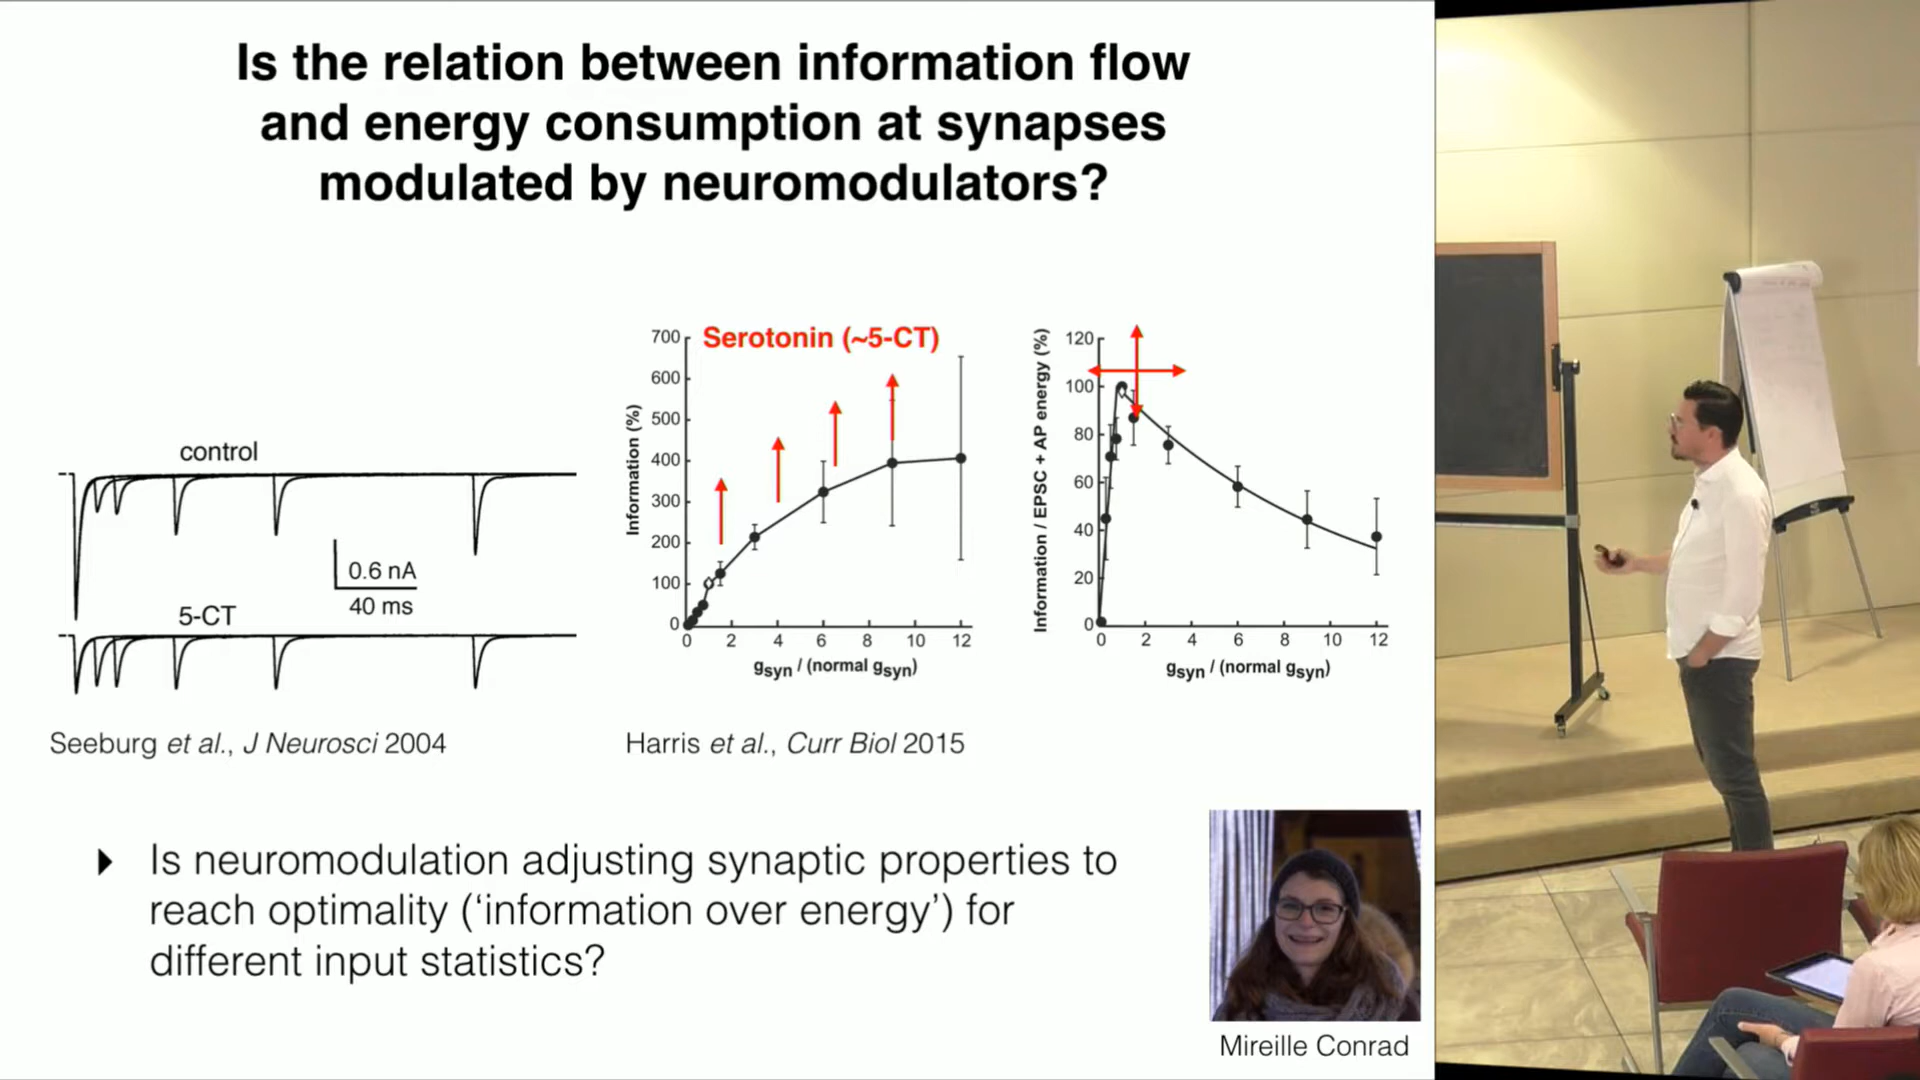 Is the relation between information flow
and energy consumption at synapses
modulated by neuromodulators?
control
0.6 nA
40 ms
5-CT
Seeburg et al., J Neurosci 2004
Serotonin (~5-CT)
Information (%)
700
600
500
400
300
200
100
0
0 2 4 6 8 10 12
gsyn / (normal gsyn)
Harris et al., Curr Biol 2015
Information / EPSC + AP energy (%)
120
100
80
60
40
20
0
0 2 4 6 8 10 12
gsyn / (normal gsyn)
Is neuromodulation adjusting synaptic properties to
reach optimality (‘information over energy’) for
different input statistics?
Mireille Conrad